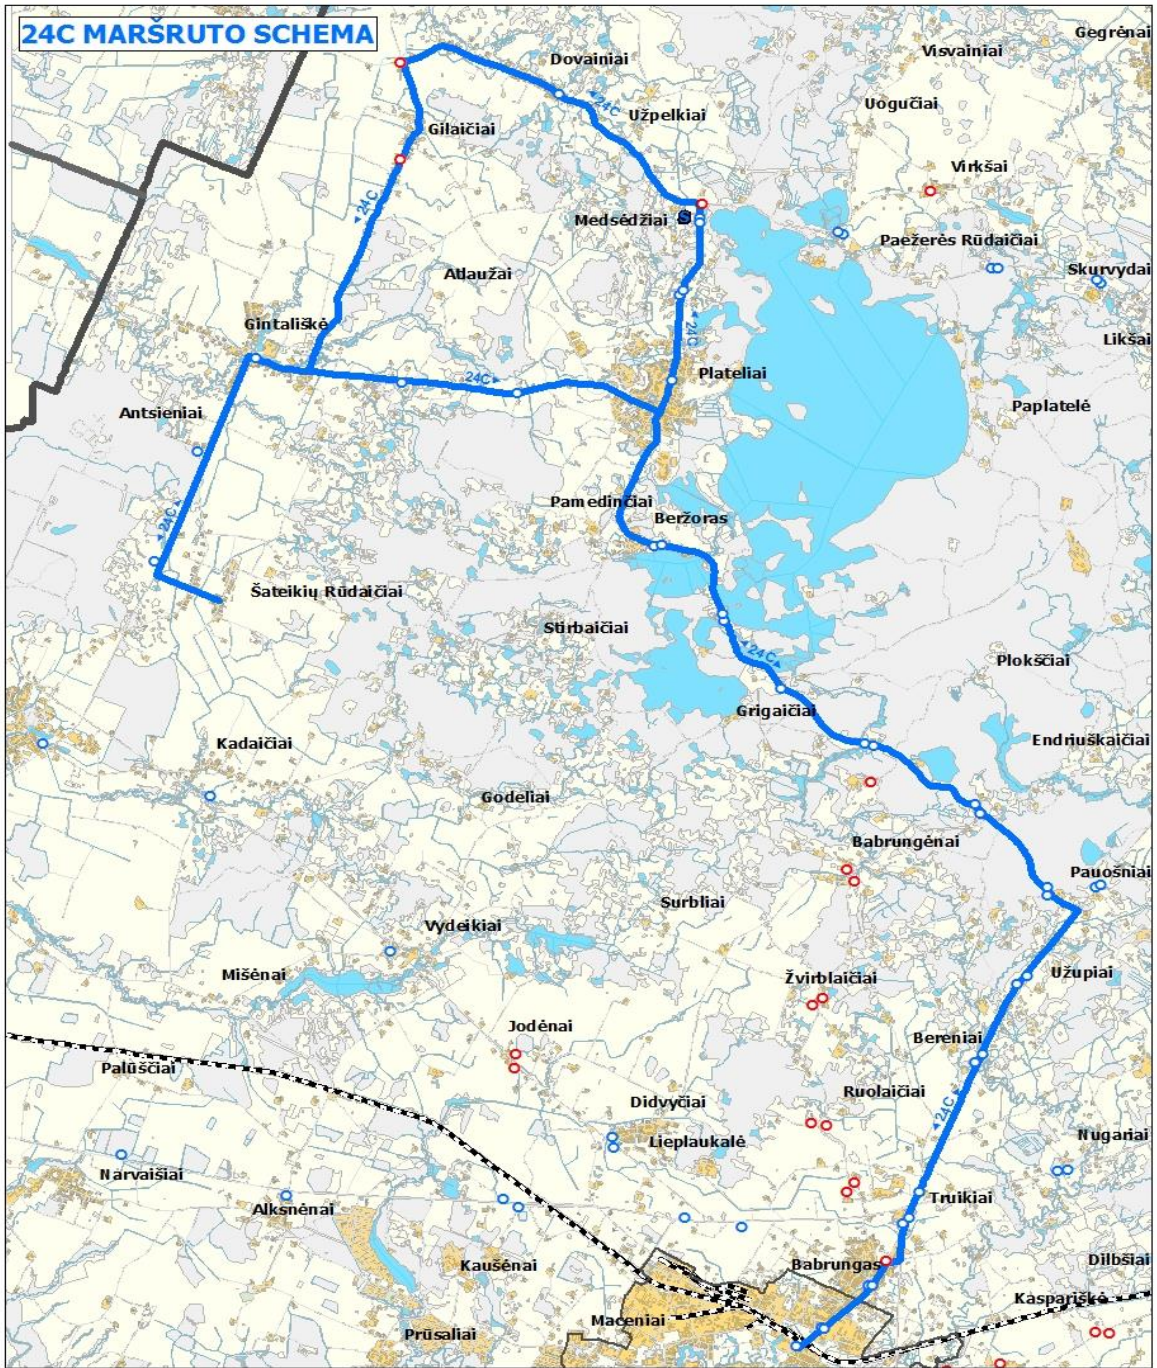 24C MARŠRUTO SCHEMA
Gegrėnai
Visvainiai
Dovainiai
◄24C
Uogučiai
Užpelkiai
Gilaičiai
Virkšai
◄24C
Medsėdžiai
S
Paežerės Rūdaičiai
Skurvydai
Atlaužai
Gintališkė
◄24C
Likšai
Plateliai
24C►
Antsieniai
Paplatelė
Pamedinčiai
Beržoras
◄24C►
Šateikių Rūdaičiai
Stirbaičiai
◄24C►
Plokščiai
Grigaičiai
Endriuškaičiai
Kadaičiai
Godeliai
Babrungėnai
Pauošniai
Surbliai
Vydeikiai
Mišėnai
Žvirblaičiai
Užupiai
Jodėnai
Bereniai
Palūščiai
Ruolaičiai
Didvyčiai
◄24C►
Lieplaukalė
Nugariai
Narvaišiai
Truikiai
Alksnėnai
Kaušėnai
Babrungas
Dilbšiai
Kaspariškė
Maceniai
Prūsaliai